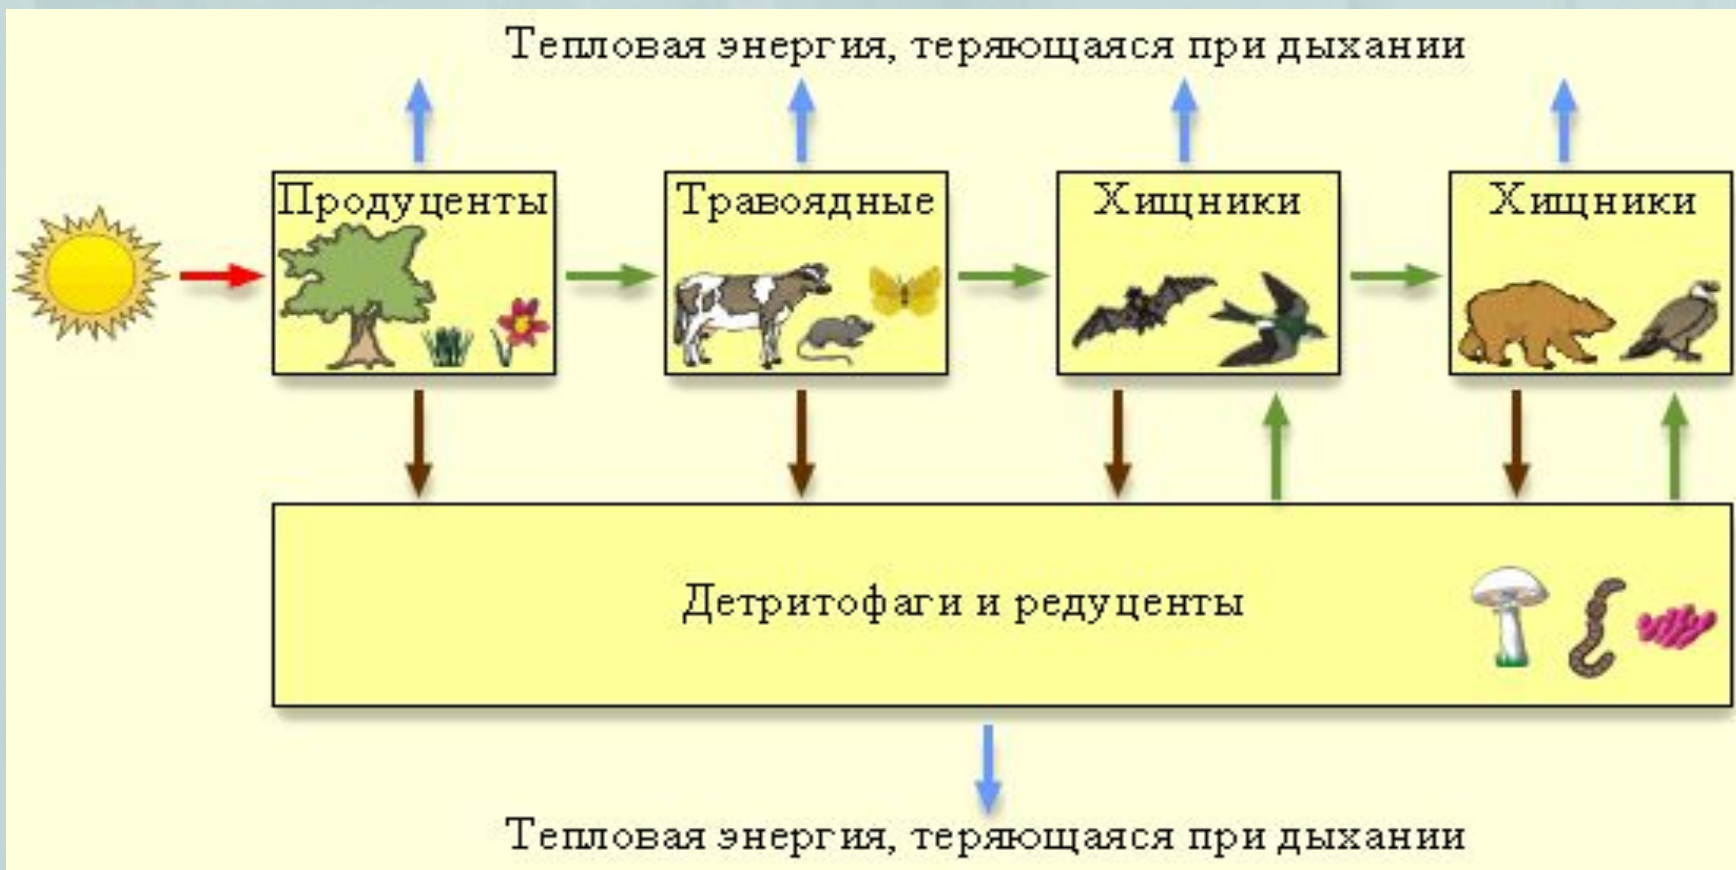 Тепловая энергия, теряющаяся при дыхании
Продуценты
Травоядные
Хищники
Хищники
Детритофаги и редуценты
Тепловая энергия, теряющаяся при дыхании